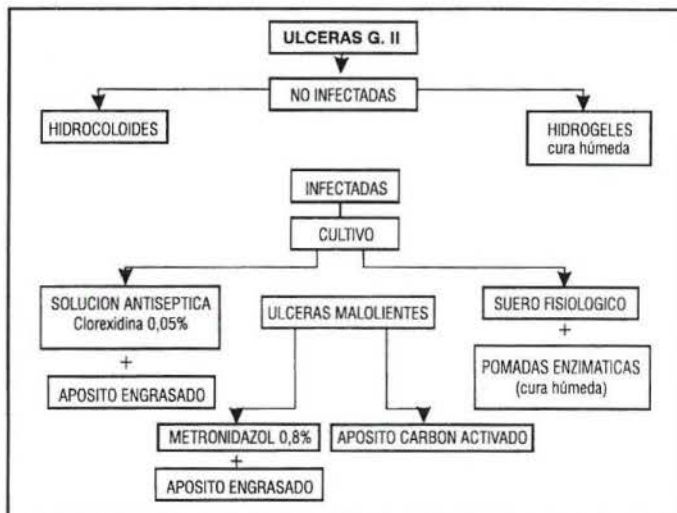 ULCERAS G. II
NO INFECTADAS
HIDROCOLOIDES
HIDROGELES
cura húmeda
INFECTADAS
CULTIVO
SOLUCION ANTISEPTICA
Clorexidina 0,05%
+
APOSITO ENGRASADO
ULCERAS MALOLIENTES
SUERO FISIOLOGICO
+
POMADAS ENZIMATICAS
(cura húmeda)
METRONIDAZOL 0,8%
+
APOSITO ENGRASADO
APOSITO CARBON ACTIVADO